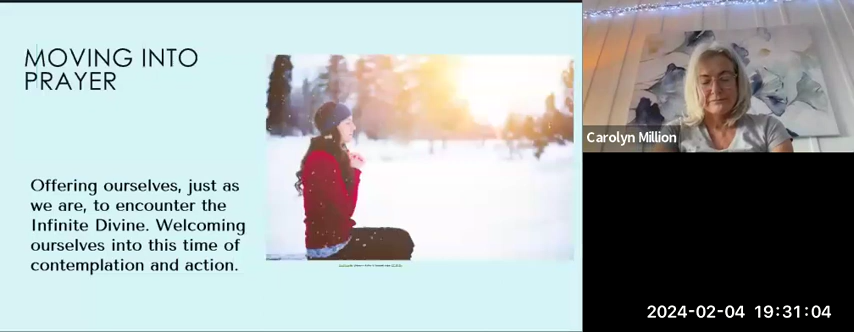 MOVING INTO
PRAYER
Offering ourselves, just as
we are, to encounter the
Infinite Divine. Welcoming
ourselves into this time of
contemplation and action.
Carolyn Million
2024-02-04 19:31:04